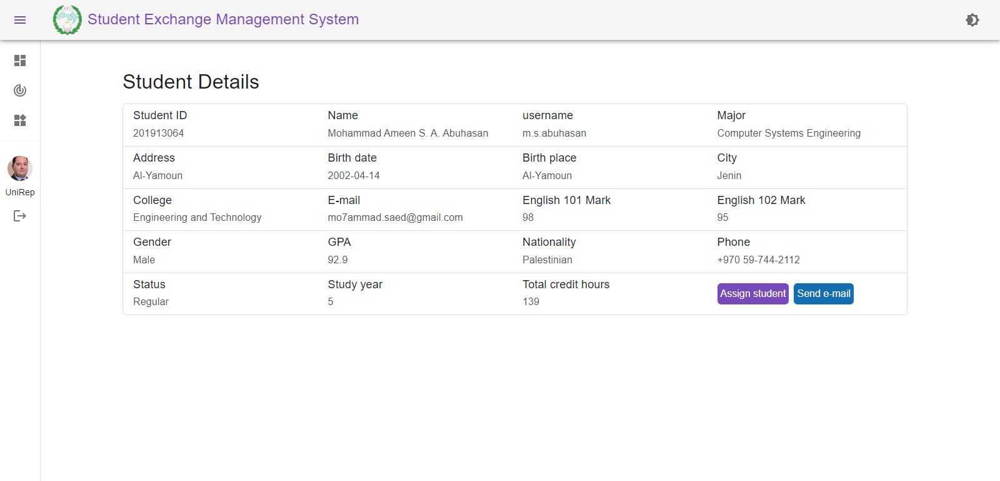 Student Exchange Management System
UniRep
Student Details
Student ID Name username Major
201913064 Mohammad Ameen S. A. Abuhasan m.s.abuhasan Computer Systems Engineering
Address Birth date Birth place City
Al-Yamoun 2002-04-14 Al-Yamoun Jenin
College E-mail English 101 Mark English 102 Mark
Engineering and Technology mo7ammad.saed@gmail.com 98 95
Gender GPA Nationality Phone
Male 92.9 Palestinian +970 59-744-2112
Status Study year Total credit hours
Regular 5 139
Assign student Send e-mail